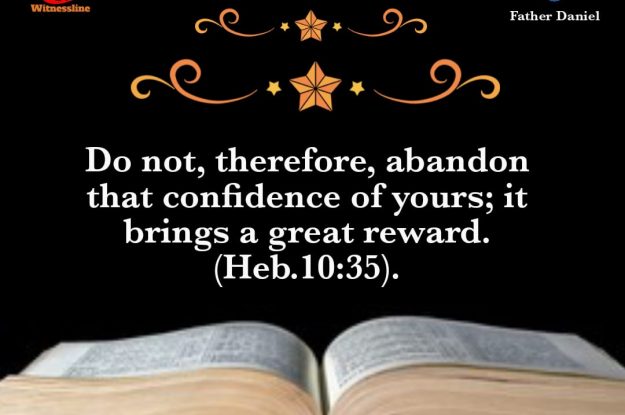 Witnessline
Father Daniel
Do not, therefore, abandon
that confidence of yours; it
brings a great reward.
(Heb.10:35).